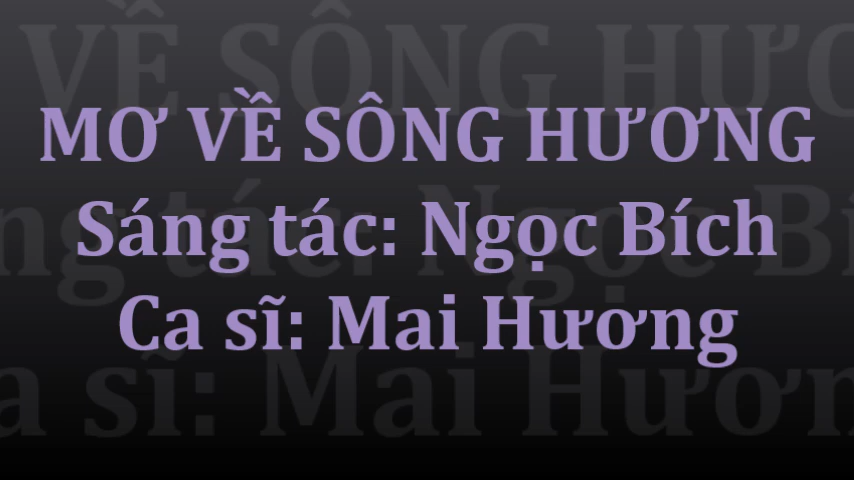 MƠ VỀ SÔNG HƯƠNG
Sáng tác: Ngọc Bích
Ca sĩ: Mai Hương